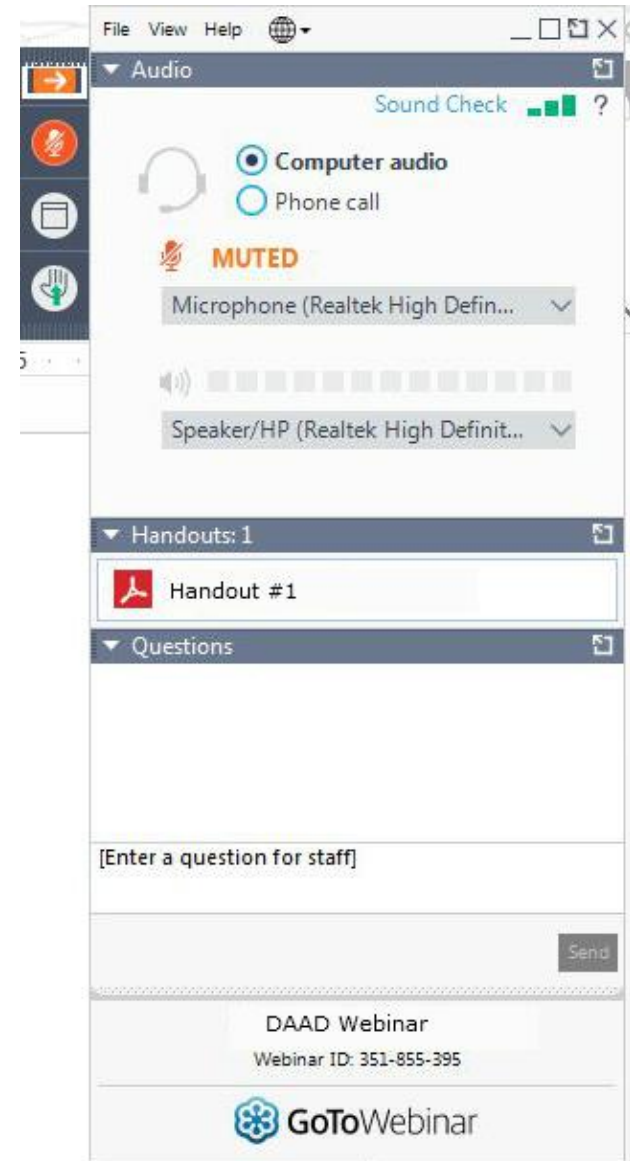 File View Help
Audio
Sound Check ?
Computer audio
Phone call
MUTED
Microphone (Realtek High Defin...
Speaker/HP (Realtek High Definit...
Handouts: 1
Handout #1
Questions
[Enter a question for staff]
Send
DAAD Webinar
Webinar ID: 351-855-395
GoToWebinar